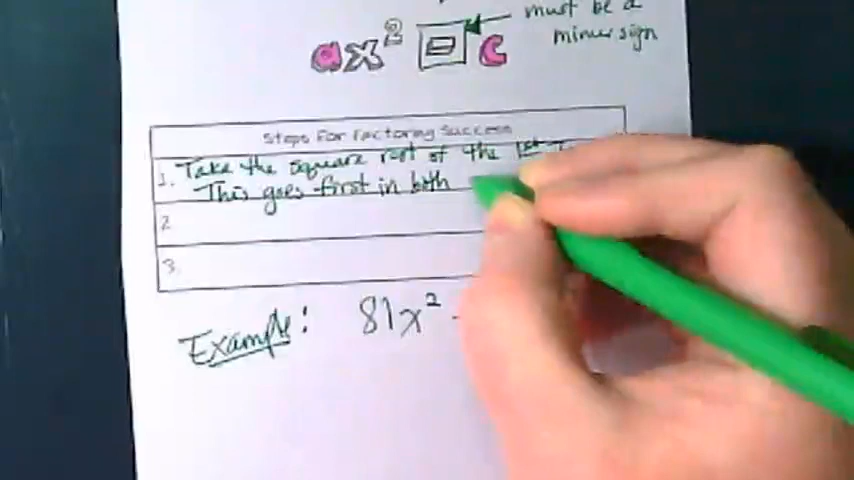 must be a
minus sign
ax² - c
Steps for Factoring Success
1. Take the square root of the 1st
This goes first in both
2
3.
Example: 81x² -